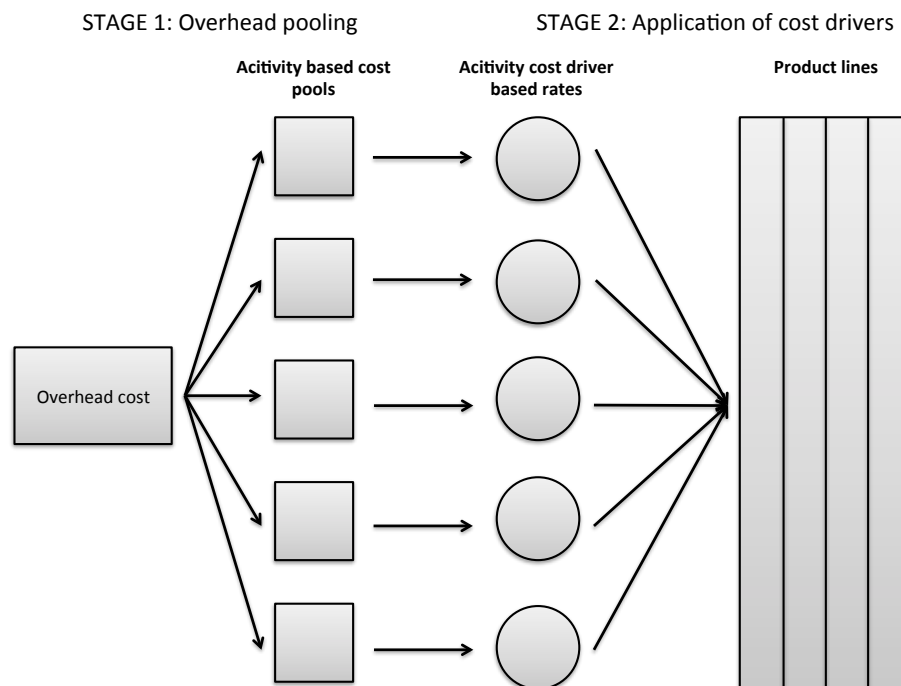 STAGE 1: Overhead pooling
STAGE 2: Application of cost drivers
Acitivity based cost
pools
Acitivity cost driver
based rates
Product lines
Overhead cost